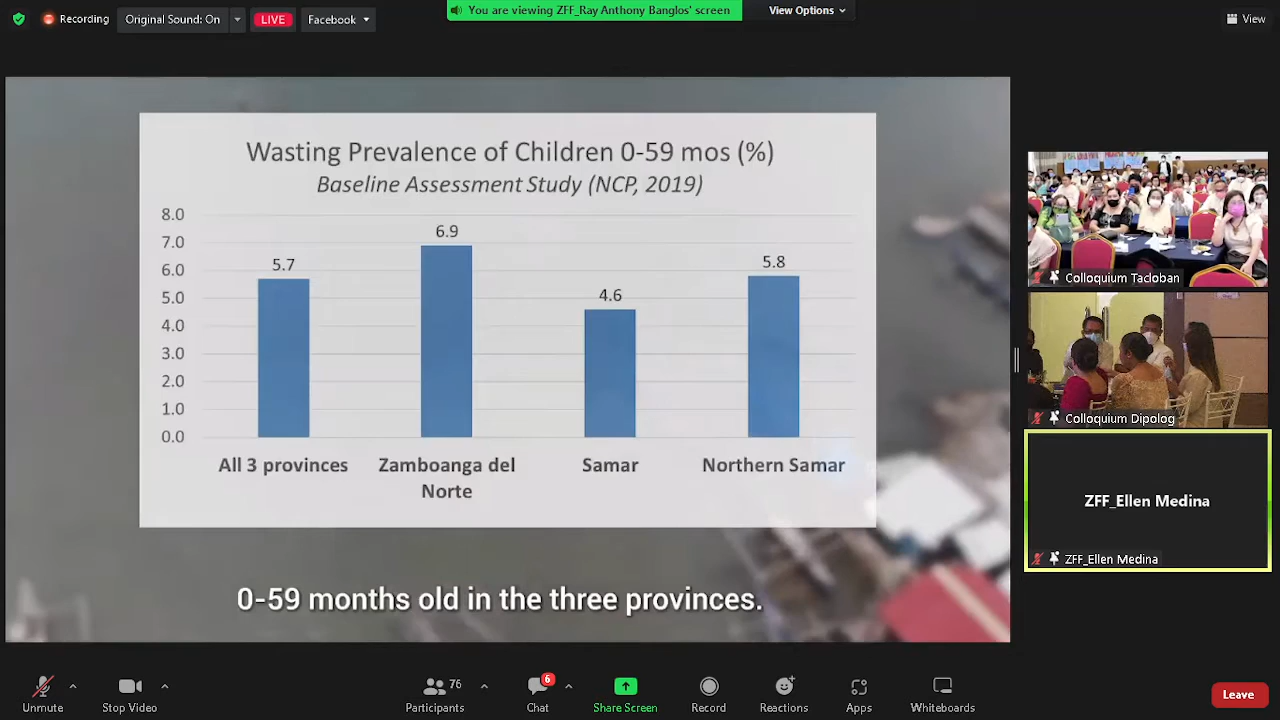 Recording
Original Sound: On
LIVE
Facebook
You are viewing ZFF_Ray Anthony Banglos' screen
View Options
View
Wasting Prevalence of Children 0-59 mos (%)
Baseline Assessment Study (NCP, 2019)
8.0
7.0
6.0
5.0
4.0
3.0
2.0
1.0
0.0
5.7
6.9
4.6
5.8
All 3 provinces
Zamboanga del
Norte
Samar
Northern Samar
0-59 months old in the three provinces.
Colloquium Tacloban
Colloquium Dipolog
ZFF_Ellen Medina
ZFF_Ellen Medina
Unmute
Stop Video
76
Participants
6
Chat
Share Screen
Record
Reactions
Apps
Whiteboards
Leave